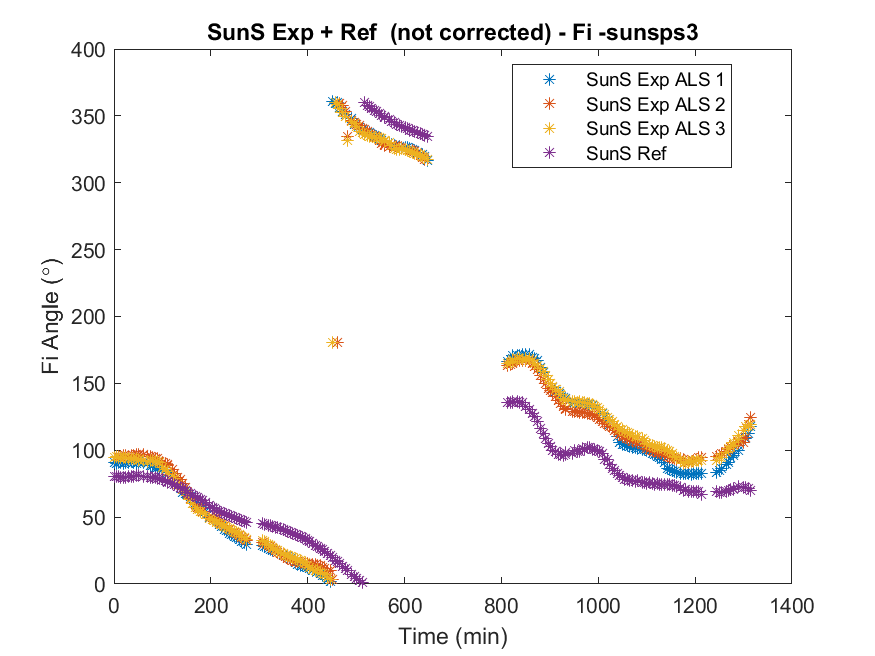 SunS Exp + Ref (not corrected) - Fi -sunsps3
400
350
300
250
200
150
100
50
0
Fi Angle (°)
SunS Exp ALS 1
SunS Exp ALS 2
SunS Exp ALS 3
SunS Ref
0 200 400 600 800 1000 1200 1400
Time (min)